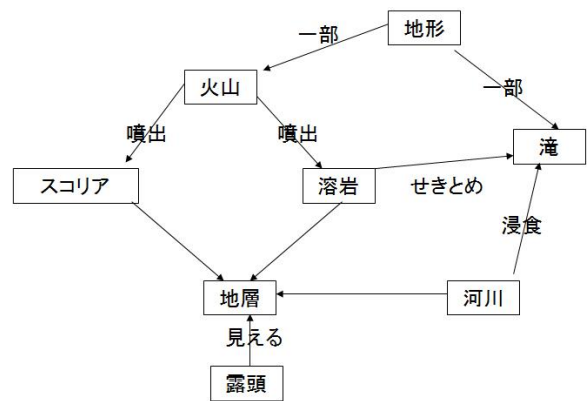 地形
一部
火山
一部
噴出
噴出
滝
スコリア
溶岩
せきとめ
浸食
地層
河川
見える
露頭